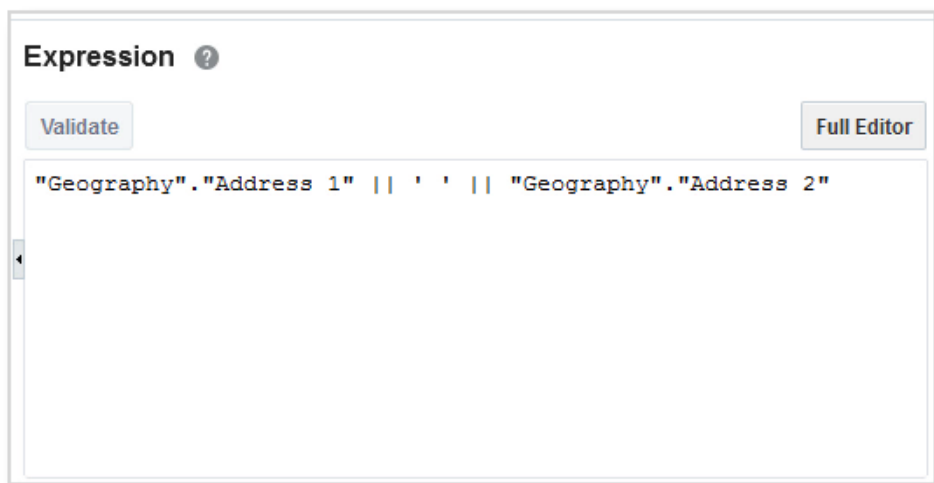 Expression ?
Validate Full Editor
"Geography"."Address 1" || ' ' || "Geography"."Address 2"